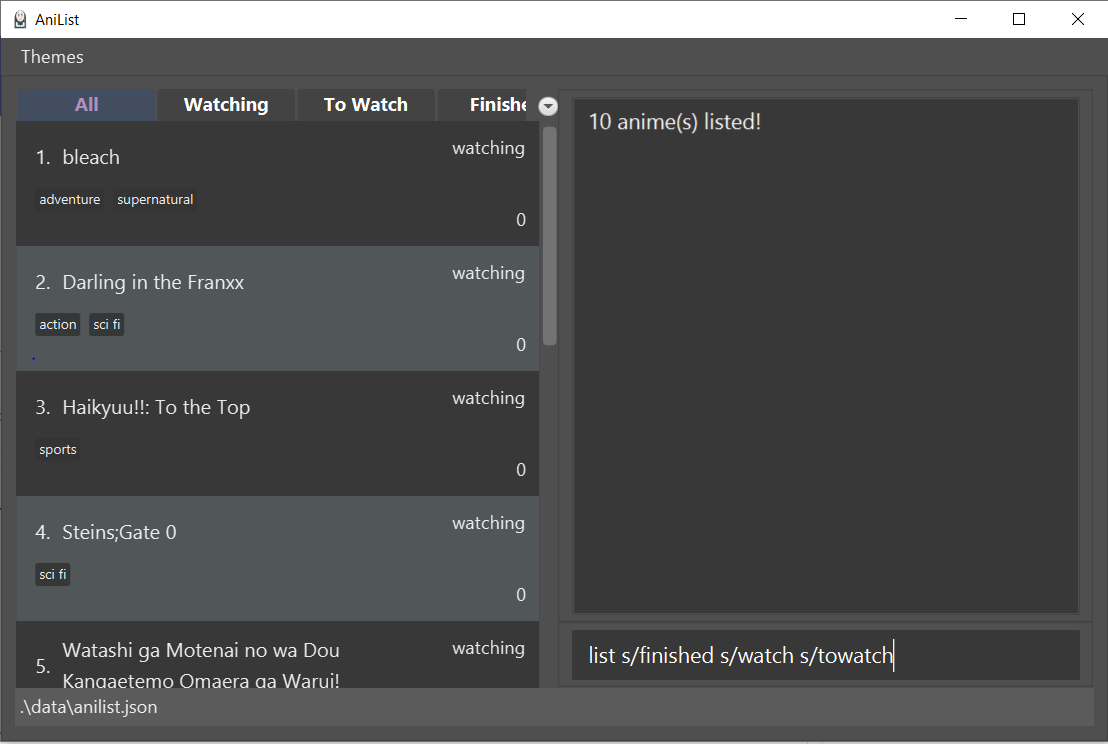 AniList
Themes
All Watching To Watch Finishe
1. bleach watching
adventure supernatural
0
2. Darling in the Franxx watching
action sci fi
0
3. Haikyuu!!: To the Top watching
sports
0
4. Steins;Gate 0 watching
sci fi
0
5. Watashi ga Motenai no wa Dou watching
Kangaetemo Omaera ga Warui!
10 anime(s) listed!
list s/finished s/watch s/towatch
.\data\anilist.json